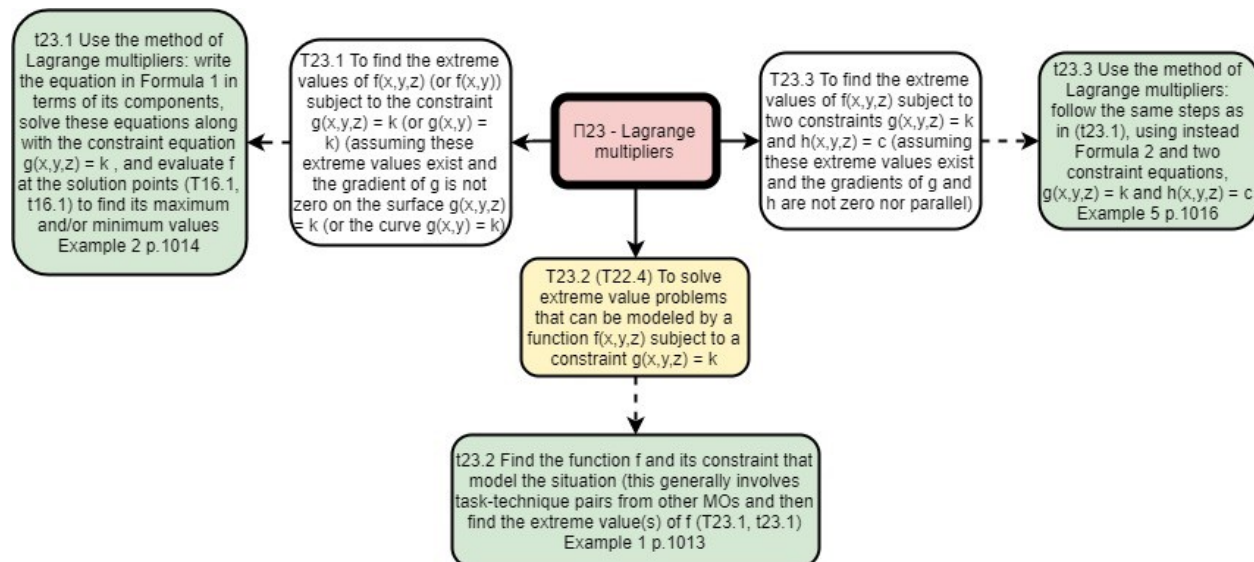 t23.1 Use the method of
Lagrange multipliers: write
the equation in Formula 1 in
terms of its components,
solve these equations along
with the constraint equation
g(x,y,z) = k , and evaluate f
at the solution points (T16.1,
t16.1) to find its maximum
and/or minimum values
Example 2 p.1014
T23.1 To find the extreme
values of f(x,y,z) (or f(x,y))
subject to the constraint
g(x,y,z) = k (or g(x,y) =
k) (assuming these
extreme values exist and
the gradient of g is not
zero on the surface g(x,y,z)
= k (or the curve g(x,y) = k)
Π23 - Lagrange
multipliers
T23.3 To find the extreme
values of f(x,y,z) subject to
two constraints g(x,y,z) = k
and h(x,y,z) = c (assuming
these extreme values exist
and the gradients of g and
h are not zero nor parallel)
t23.3 Use the method of
Lagrange multipliers:
follow the same steps as
in (t23.1), using instead
Formula 2 and two
constraint equations,
g(x,y,z) = k and h(x,y,z) = c.
Example 5 p.1016
T23.2 (T22.4) To solve
extreme value problems
that can be modeled by a
function f(x,y,z) subject to a
constraint g(x,y,z) = k
t23.2 Find the function f and its constraint that
model the situation (this generally involves
task-technique pairs from other MOs and then
find the extreme value(s) of f (T23.1, t23.1)
Example 1 p.1013